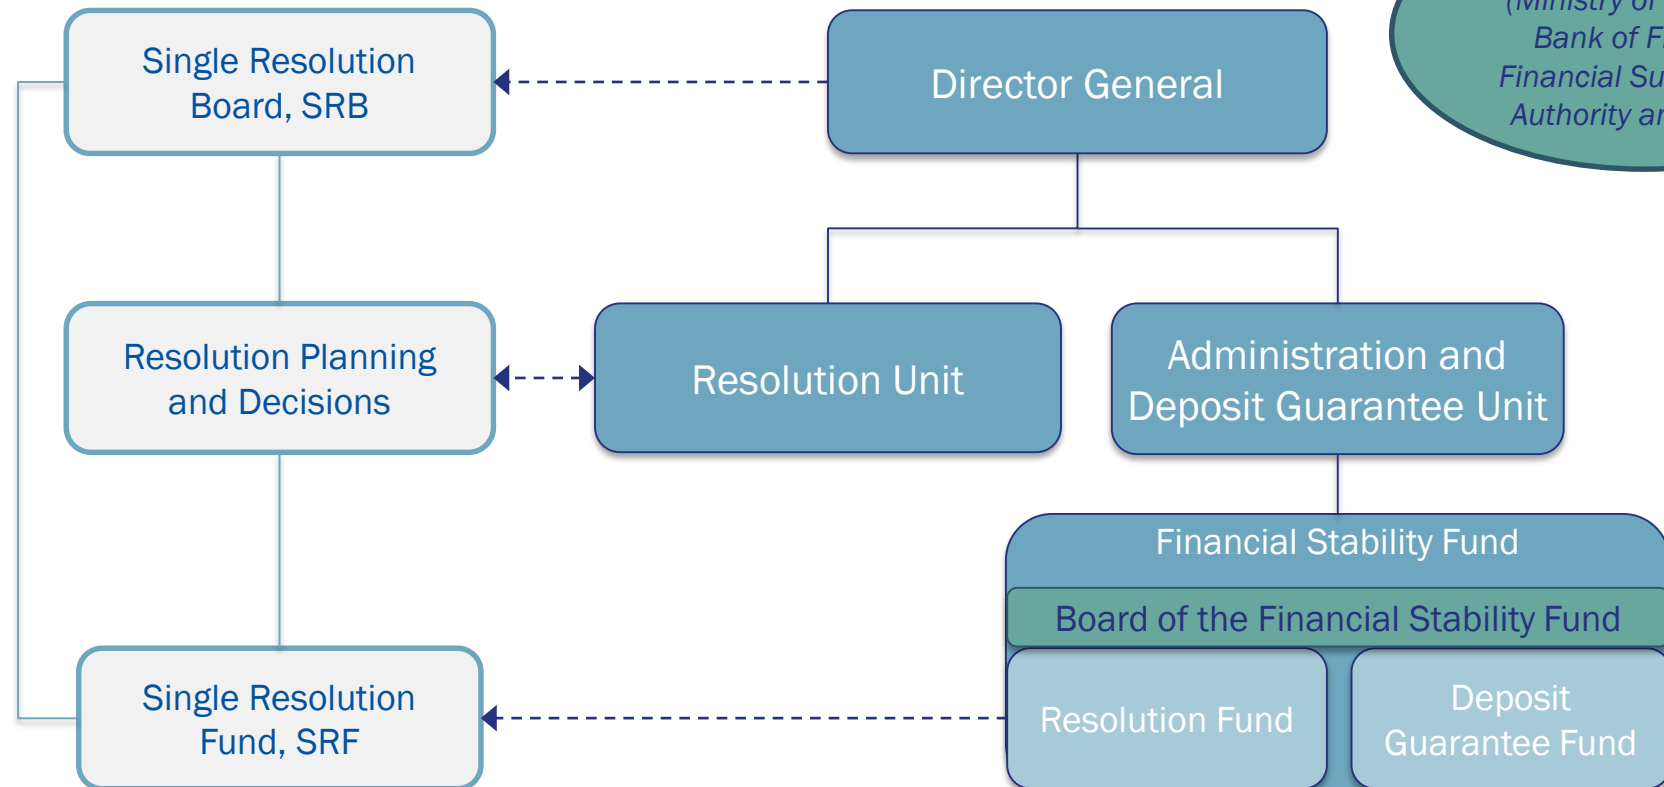 Single Resolution
Board, SRB
Director General
(Ministry of
Bank of
Financial
Authority
Resolution Planning
and Decisions
Resolution Unit
Administration and
Deposit Guarantee Unit
Financial Stability Fund
Board of the Financial Stability Fund
Single Resolution
Fund, SRF
Resolution Fund
Deposit
Guarantee Fund